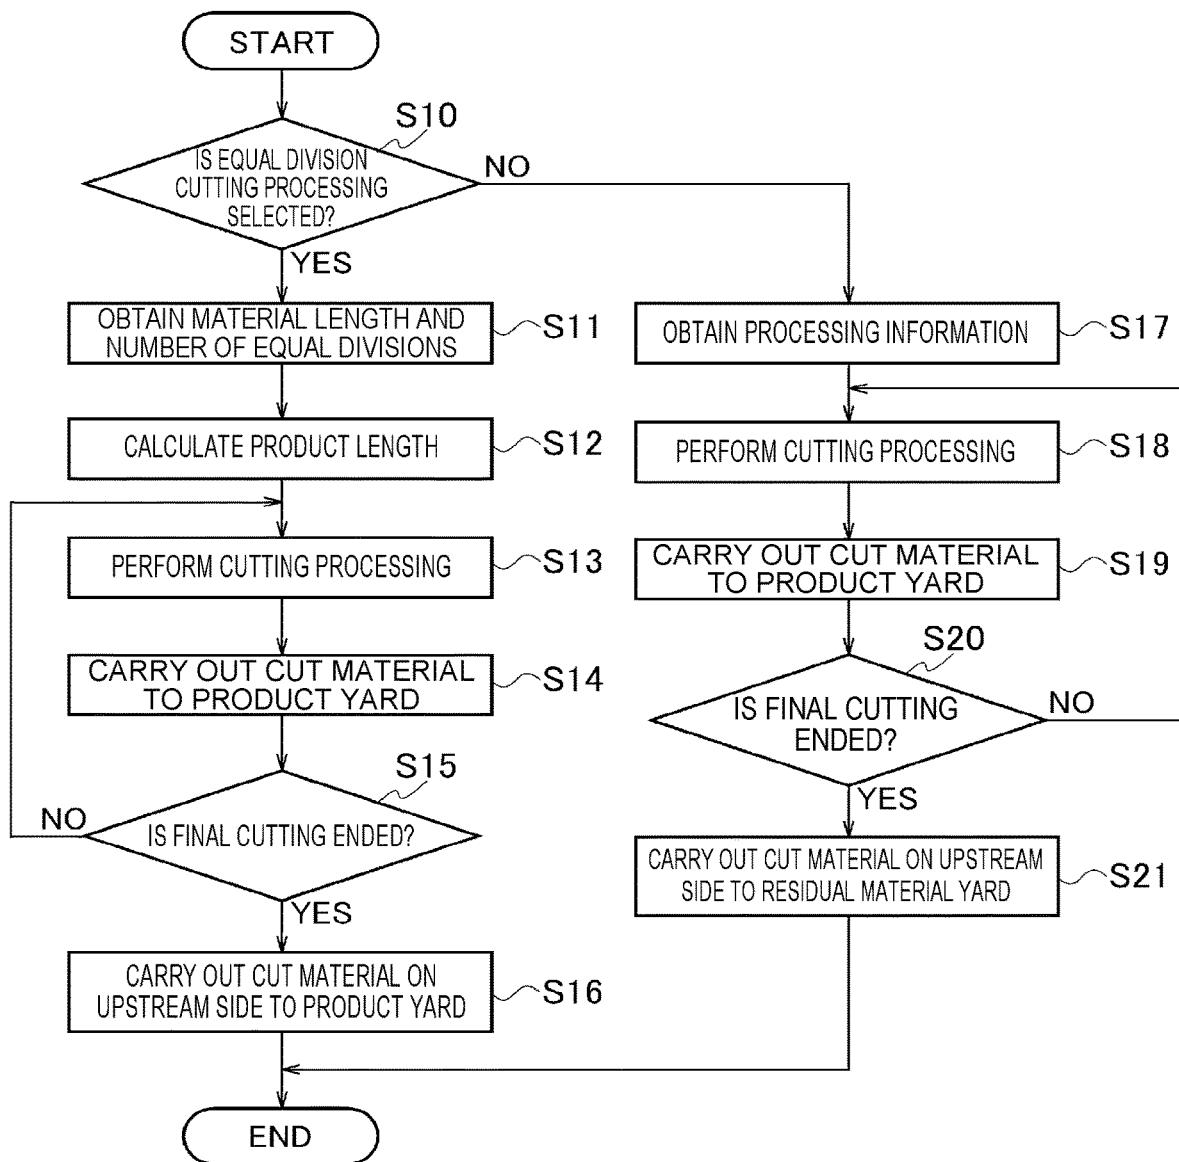 START
S10
IS EQUAL DIVISION
CUTTING PROCESSING
SELECTED?
NO
YES
OBTAIN MATERIAL LENGTH AND
NUMBER OF EQUAL DIVISIONS
S11
CALCULATE PRODUCT LENGTH
S12
PERFORM CUTTING PROCESSING
S13
CARRY OUT CUT MATERIAL
TO PRODUCT YARD
S14
S15
IS FINAL CUTTING ENDED?
NO
YES
CARRY OUT CUT MATERIAL ON
UPSTREAM SIDE TO PRODUCT YARD
S16
OBTAIN PROCESSING INFORMATION
S17
PERFORM CUTTING PROCESSING
S18
CARRY OUT CUT MATERIAL
TO PRODUCT YARD
S19
S20
IS FINAL CUTTING
ENDED?
NO
YES
CARRY OUT CUT MATERIAL ON UPSTREAM
SIDE TO RESIDUAL MATERIAL YARD
S21
END